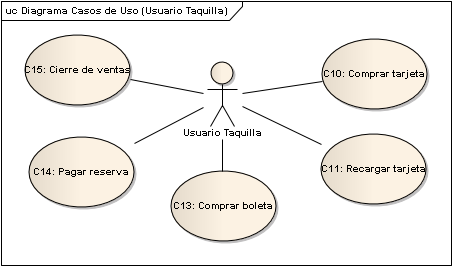 uc Diagrama Casos de Uso (Usuario Taquilla)
C15: Cierre de ventas
C10: Comprar tarjeta
Usuario Taquilla
C14: Pagar reserva
C11: Recargar tarjeta
C13: Comprar boleta